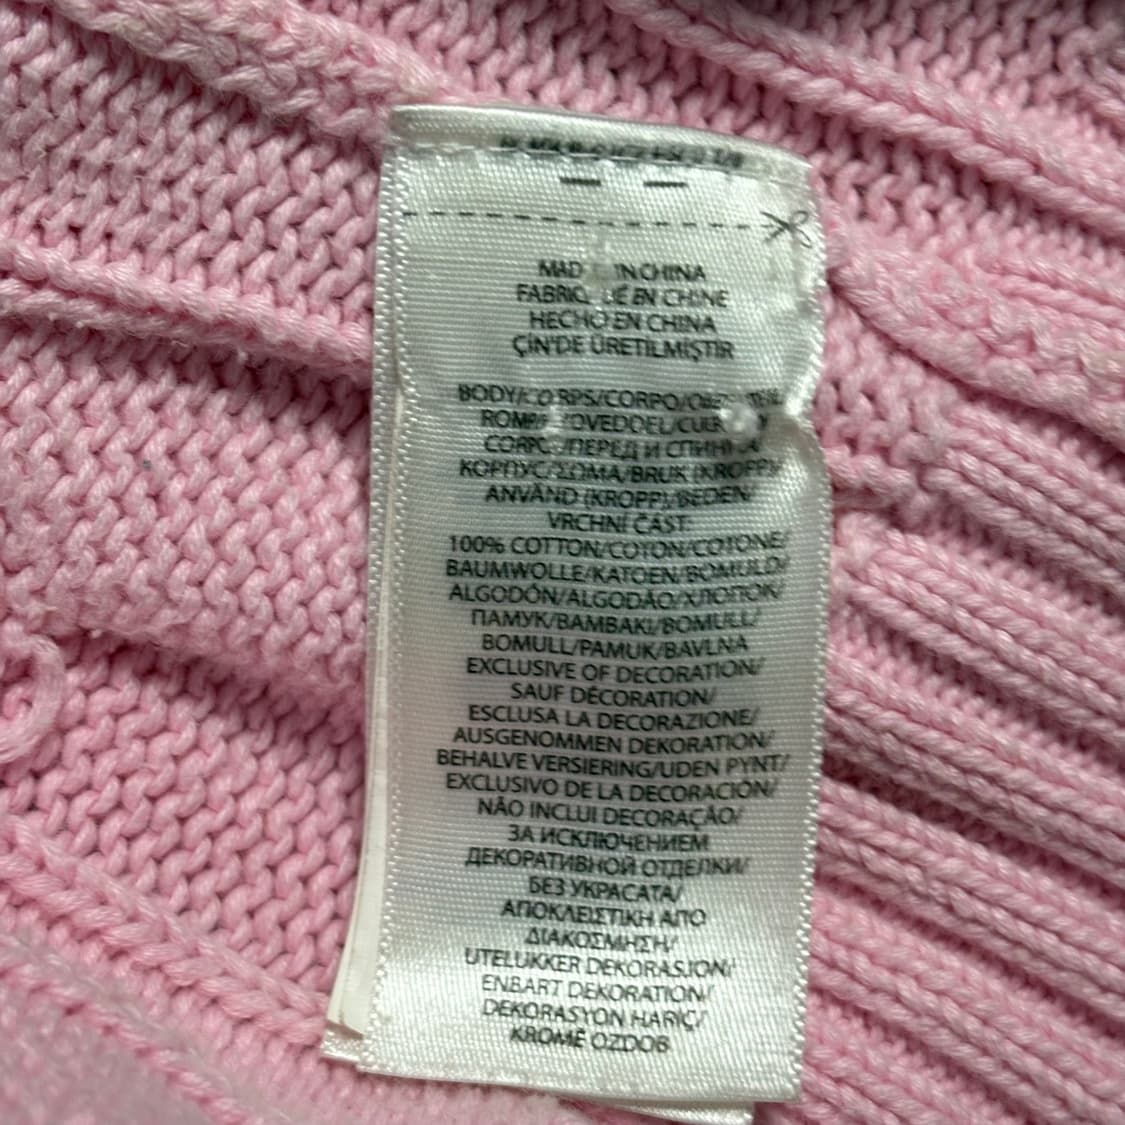 MADE IN CHINA
FABRIQUÉ EN CHINE
HECHO EN CHINA
ÇİN'DE ÜRETİLMİŞTİR
BODY/CORPS/CORPO/
ROMPF/BOVEDDEL/
CORPO/ПЕРЕД И СПИНКА
КОРПУС/ΣΩΜΑ/BRUK (KROPP)/
ANVÄND (KROPP)/BEDEN/
VRCHNÍ ČÁST:
100% COTTON/COTON/COTONE/
BAUMWOLLE/KATOEN/BOMULD/
ALGODÓN/ALGODÃO/ХЛОПОК/
ПАМУК/BAMBAKI/BOMULL/
BOMULL/PAMUK/BAVLNA
EXCLUSIVE OF DECORATION/
SAUF DÉCORATION/
ESCLUSA LA DECORAZIONE/
AUSGENOMMEN DEKORATION/
BEHALVE VERSIERING/UDEN PYNT/
EXCLUSIVO DE LA DECORACIÓN/
NÃO INCLUI DECORAÇÃO/
ЗА ИСКЛЮЧЕНИЕМ
ДЕКОРАТИВНОЙ ОТДЕЛКИ/
БЕЗ УКРАСАТА/
ΑΠΟΚΛΕΙΣΤΙΚΗ ΑΠΟ
ΔΙΑΚΟΣΜΗΣΗ/
UTELUKKER DEKORASJON/
ENBART DEKORATION/
DEKORASYON HARİÇ/
KROMĚ OZDOB